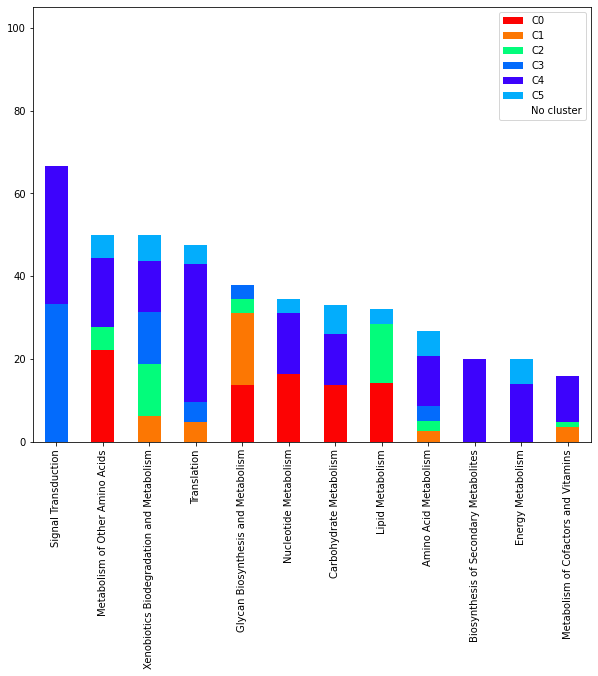 100
80
60
40
20
0
C0
C1
C2
C3
C4
C5
No cluster
Signal Transduction
Metabolism of Other Amino Acids
Xenobiotics Biodegradation and Metabolism
Translation
Glycan Biosynthesis and Metabolism
Nucleotide Metabolism
Carbohydrate Metabolism
Lipid Metabolism
Amino Acid Metabolism
Biosynthesis of Secondary Metabolites
Energy Metabolism
Metabolism of Cofactors and Vitamins